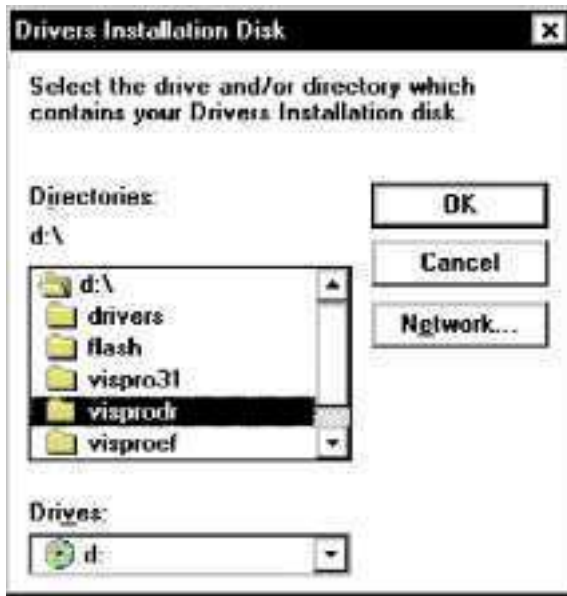 Drivers Installation Disk
Select the drive and/or directory which
contains your Drivers Installation disk.
Directories:
d:\
d:\
drivers
flash
vispro31
visprodr
visproef
OK
Cancel
Network...
Drives:
d: